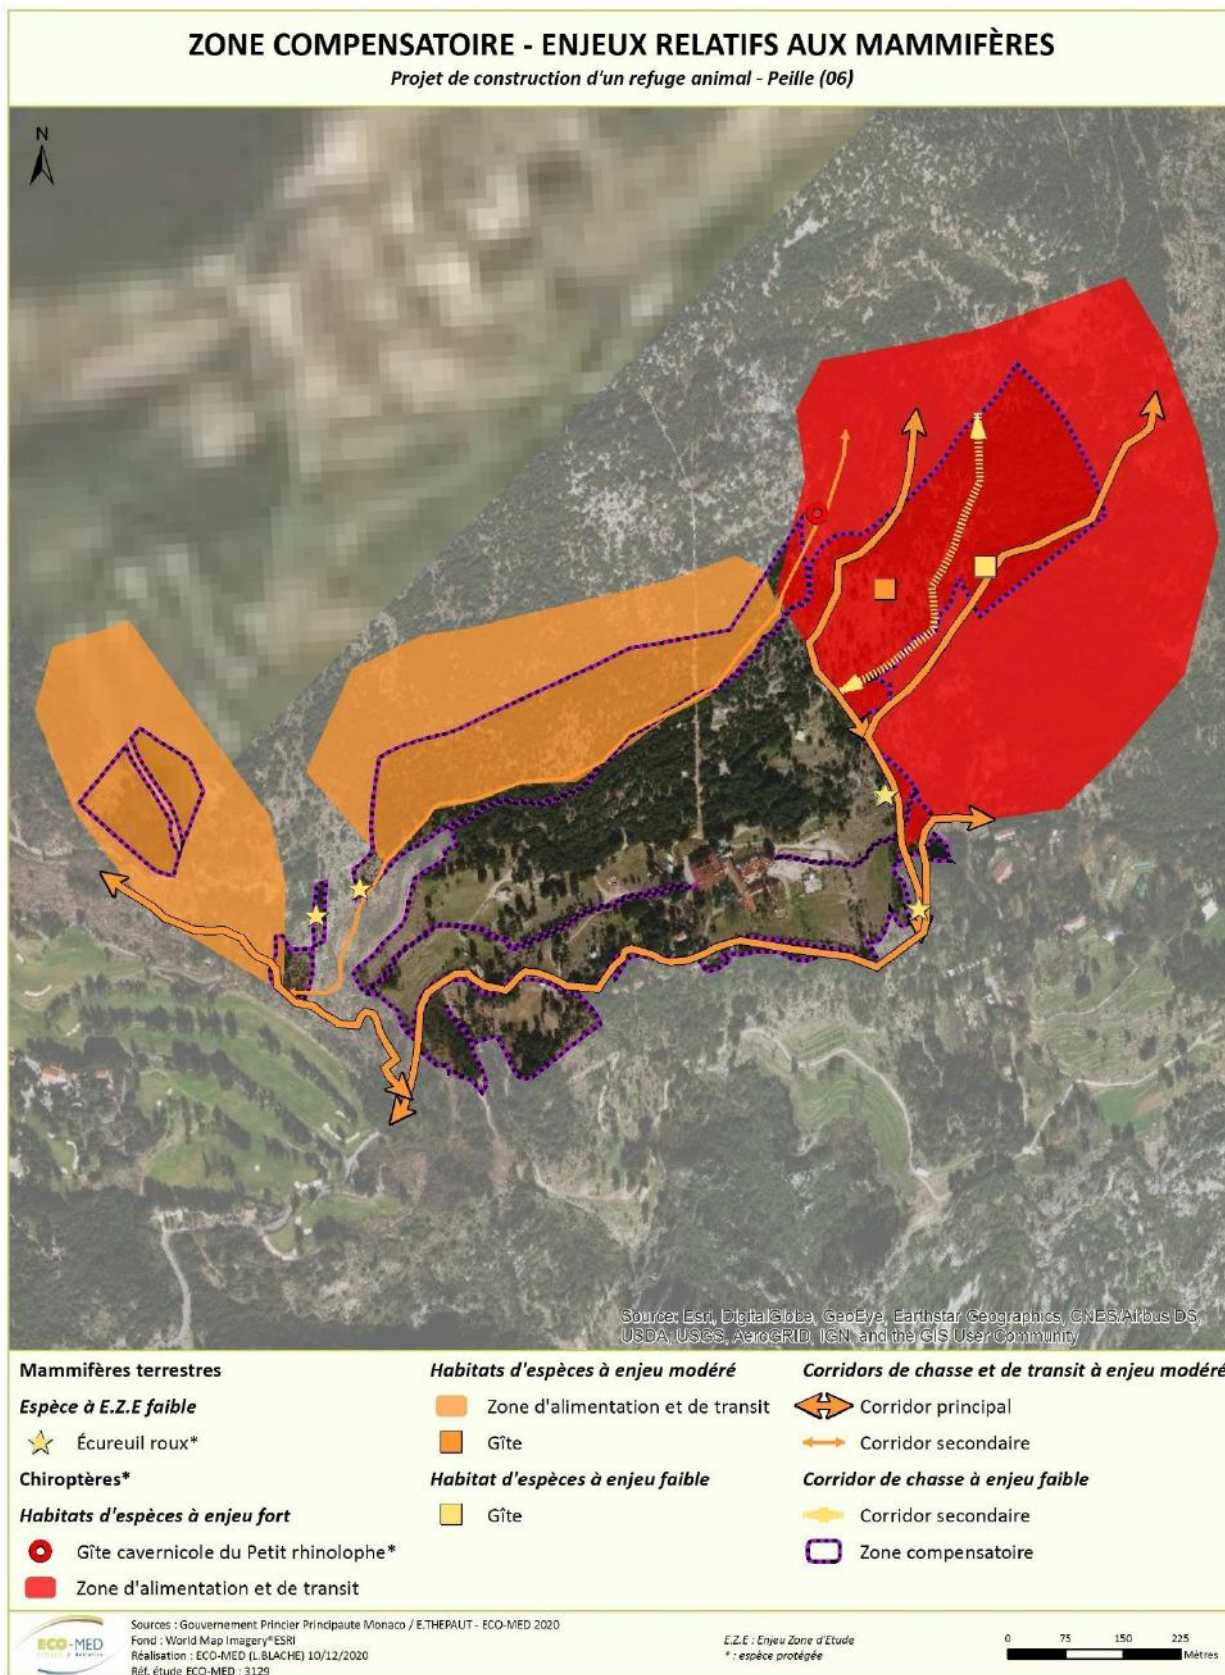 ZONE COMPENSATOIRE - ENJEUX RELATIFS AUX MAMMIFÈRES
Projet de construction d'un refuge animal - Peille (06)
N
Source: Esri, DigitalGlobe, GeoEye, Earthstar Geographics, CNES/Airbus DS,
USDA, USGS, AeroGRID, IGN, and the GIS User Community
Mammifères terrestres
Espèce à E.Z.E faible
Écureuil roux*
Chiroptères*
Habitats d'espèces à enjeu fort
Gîte cavernicole du Petit rhinolophe*
Zone d'alimentation et de transit
Habitats d'espèces à enjeu modéré
Zone d'alimentation et de transit
Gîte
Habitat d'espèces à enjeu faible
Gîte
Corridors de chasse et de transit à enjeu modéré
Corridor principal
Corridor secondaire
Corridor de chasse à enjeu faible
Corridor secondaire
Zone compensatoire
ECO-MED
Sources : Gouvernement Princier Principaute Monaco / E.THEPAUT - ECO-MED 2020
Fond : World Map Imagery®ESRI
Réalisation : ECO-MED (L.BLACHE) 10/12/2020
Réf. étude ECO-MED : 3129
E.Z.E : Enjeu Zone d'Etude
* : espèce protégée
0 75 150 225
Mètres